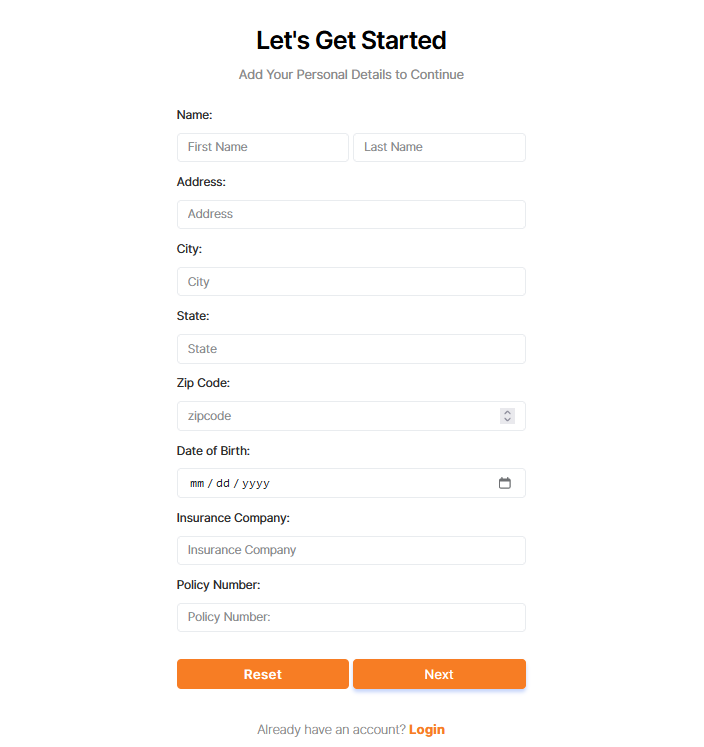 Let's Get Started
Add Your Personal Details to Continue
Name:
First Name Last Name
Address:
Address
City:
City
State:
State
Zip Code:
zipcode
Date of Birth:
mm / dd / yyyy
Insurance Company:
Insurance Company
Policy Number:
Policy Number:
Reset Next
Already have an account? Login